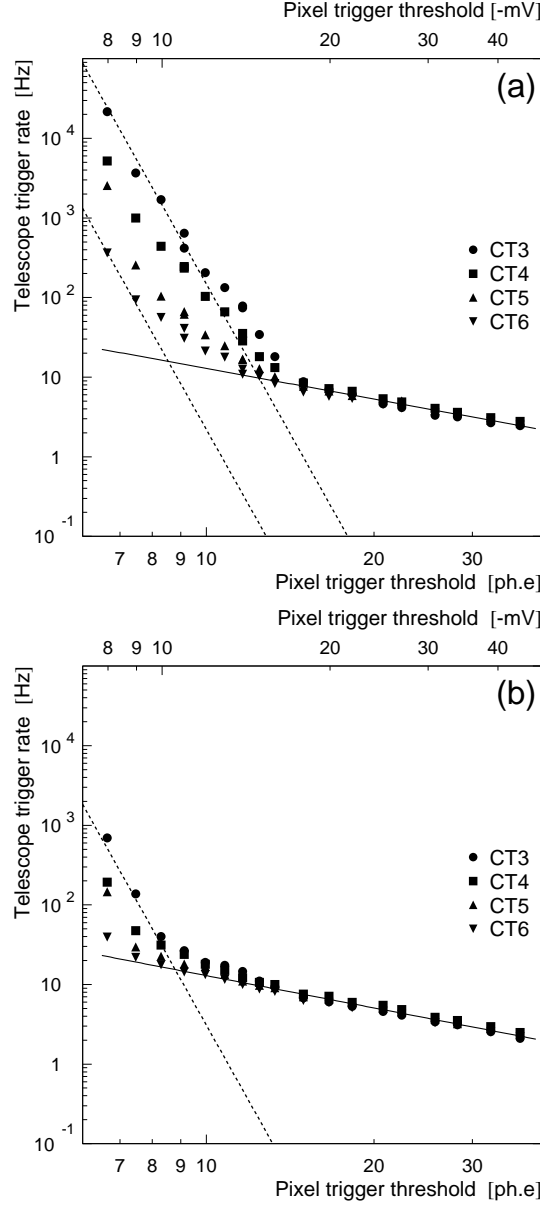 Pixel trigger threshold [-mV]
8 9 10 20 30 40
(a)
Telescope trigger rate [Hz]
10 4
10 3
10 2
10
1
10 -1
CT3
CT4
CT5
CT6
7 8 9 10 20 30
Pixel trigger threshold [ph.e]
Pixel trigger threshold [-mV]
8 9 10 20 30 40
(b)
Telescope trigger rate [Hz]
10 4
10 3
10 2
10
1
10 -1
CT3
CT4
CT5
CT6
7 8 9 10 20 30
Pixel trigger threshold [ph.e]